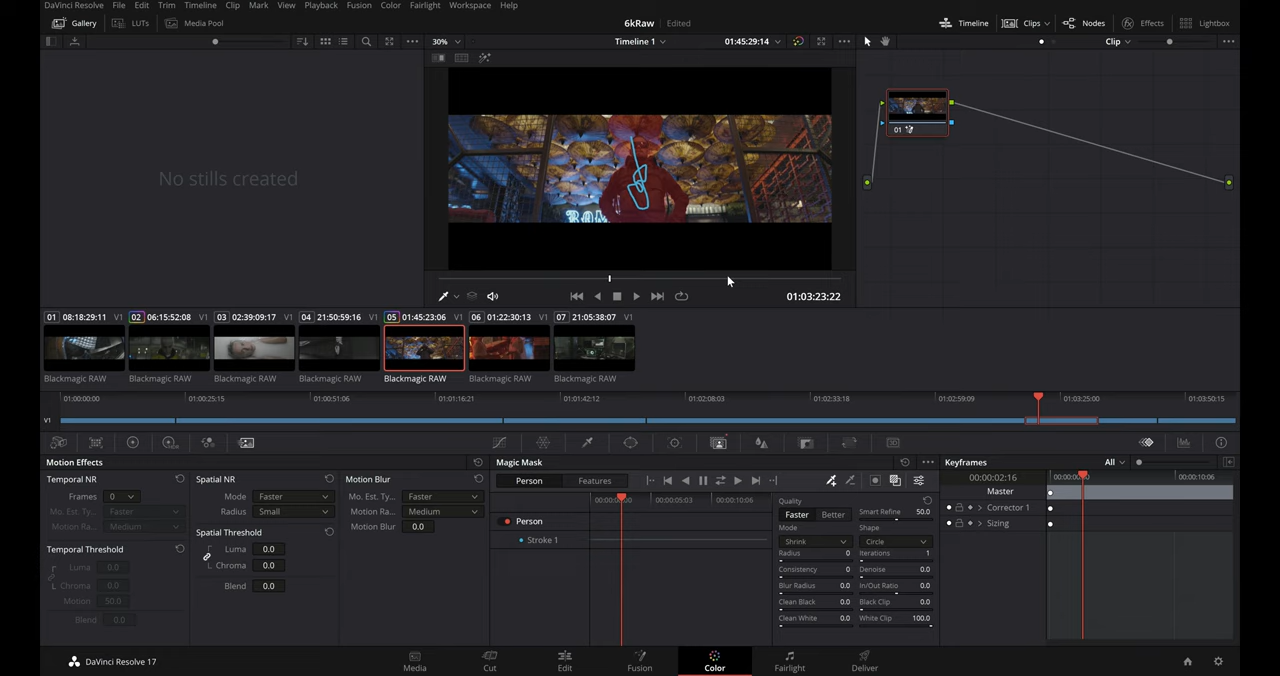 DaVinci Resolve File Edit Trim Timeline Clip Mark View Playback Fusion Color Fairlight Workspace Help
Gallery LUTs Media Pool 6kRaw Edited Timeline Clips Nodes Effects Lightbox
30% Timeline 1 01:45:29:14 Clip
No stills created
01
01:03:23:22
01 08:18:29:11 V1 02 06:15:52:08 V1 03 02:39:09:17 V1 04 21:50:59:16 V1 05 01:45:23:06 V1 06 01:22:30:13 V1 07 21:05:38:07 V1
Blackmagic RAW Blackmagic RAW Blackmagic RAW Blackmagic RAW Blackmagic RAW Blackmagic RAW Blackmagic RAW
01:00:00:00 01:00:25:15 01:00:51:06 01:01:16:21 01:01:42:12 01:02:08:03 01:02:33:18 01:02:59:09 01:03:25:00 01:03:50:15
V1
Motion Effects Magic Mask Keyframes All
Temporal NR Spatial NR Motion Blur Person Features 00:00:02:16 00:00:10:06
Frames 0 Mode Faster Mo. Est. Ty... Faster 00:00:05:03 00:00:10:06 Quality Master
Mo. Est. Ty... Faster Radius Small Motion Ra... Medium Faster Better Smart Refine 50.0 Corrector 1
Motion Ra... Medium Spatial Threshold Motion Blur 0.0 Person Mode Shape Sizing
Temporal Threshold Luma 0.0 Stroke 1 Shrink Circle
Luma 0.0 Chroma 0.0 Radius 0 Iterations 1
Chroma 0.0 Blend 0.0 Consistency 0 Denoise 0.0
Motion 50.0 Blur Radius 0.0 In/Out Ratio 0.0
Blend 0.0 Clean Black 0.0 Black Clip 0.0
Clean White 0.0 White Clip 100.0
DaVinci Resolve 17 Media Cut Edit Fusion Color Fairlight Deliver